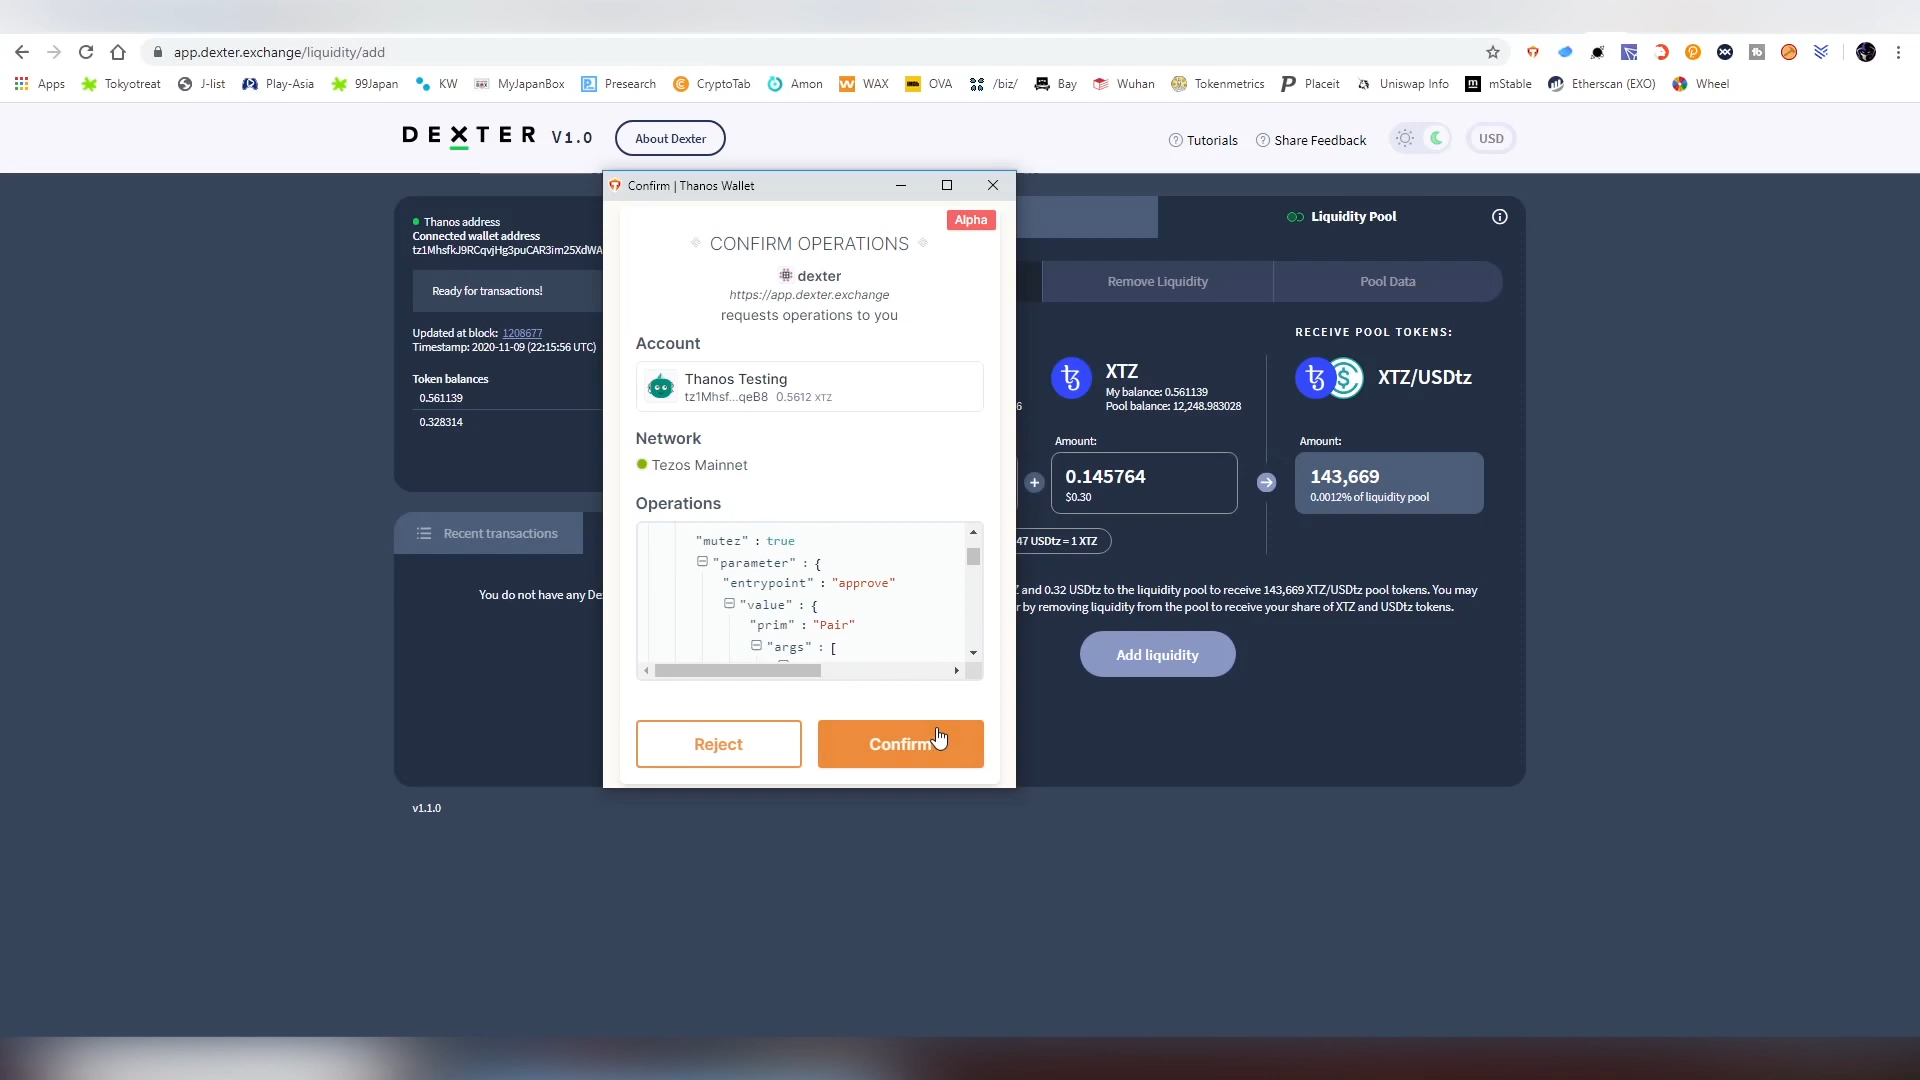 app.dexter.exchange/liquidity/add
Apps Tokyotreat J-list Play-Asia 99Japan KW MyJapanBox Presearch CryptoTab Amon WAX OVA /biz/ Bay Wuhan Tokenmetrics Placeit Uniswap Info mStable Etherscan (EXO) Wheel
DEXTER V1.0 About Dexter
Tutorials Share Feedback USD
Thanos address
Connected wallet address
Ready for transactions!
Updated at block: 1208677
Timestamp: 2020-11-09 (22:15:56 UTC)
Token balances
0.561139
0.328314
Recent transactions
You do not have any
v1.1.0
Confirm | Thanos Wallet
Alpha
CONFIRM OPERATIONS
dexter
https://app.dexter.exchange
requests operations to you
Account
Thanos Testing
tz1Mhsf...qeB8 0.5612 XTZ
Network
Tezos Mainnet
Operations
"mutez" : true
"parameter" : {
"entrypoint" : "approve"
"value" : {
"prim" : "Pair"
"args" : [
Reject
Confirm
Liquidity Pool
Remove Liquidity
Pool Data
XTZ
My balance: 0.561139
Pool balance: 12,248.983028
Amount:
0.145764
$0.30
47 USDtz = 1 XTZ
RECEIVE POOL TOKENS:
XTZ/USDtz
Amount:
143,669
0.0012% of liquidity pool
and 0.32 USDtz to the liquidity pool to receive 143,669 XTZ/USDtz pool tokens. You may
by removing liquidity from the pool to receive your share of XTZ and USDtz tokens.
Add liquidity